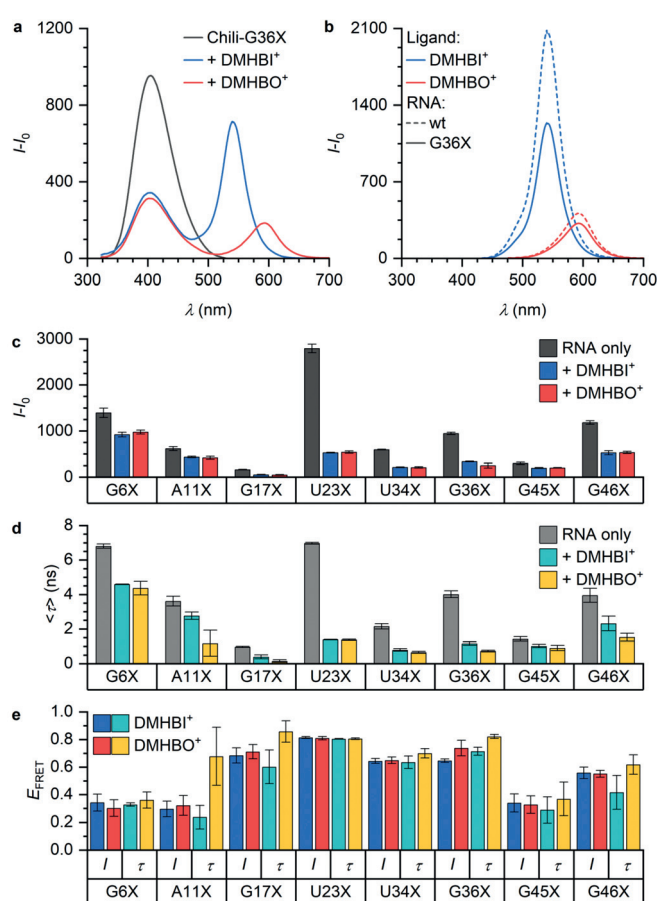 a
b
1200
900
600
300
0
I-I0
Chili-G36X
+ DMHBI+
+ DMHBO+
300 400 500 600 700
λ (nm)
2100
1400
700
0
I-I0
Ligand:
DMHBI+
DMHBO+
RNA:
wt
G36X
300 400 500 600 700
λ (nm)
c
3000
2000
1000
0
I-I0
RNA only
+ DMHBI+
+ DMHBO+
G6X A11X G17X U23X U34X G36X G45X G46X
d
8
6
4
2
0
<τ> (ns)
RNA only
+ DMHBI+
+ DMHBO+
G6X A11X G17X U23X U34X G36X G45X G46X
e
1.0
0.8
0.6
0.4
0.2
0.0
EFRET
DMHBI+
DMHBO+
I τ I τ I τ I τ I τ I τ I τ I τ
G6X A11X G17X U23X U34X G36X G45X G46X